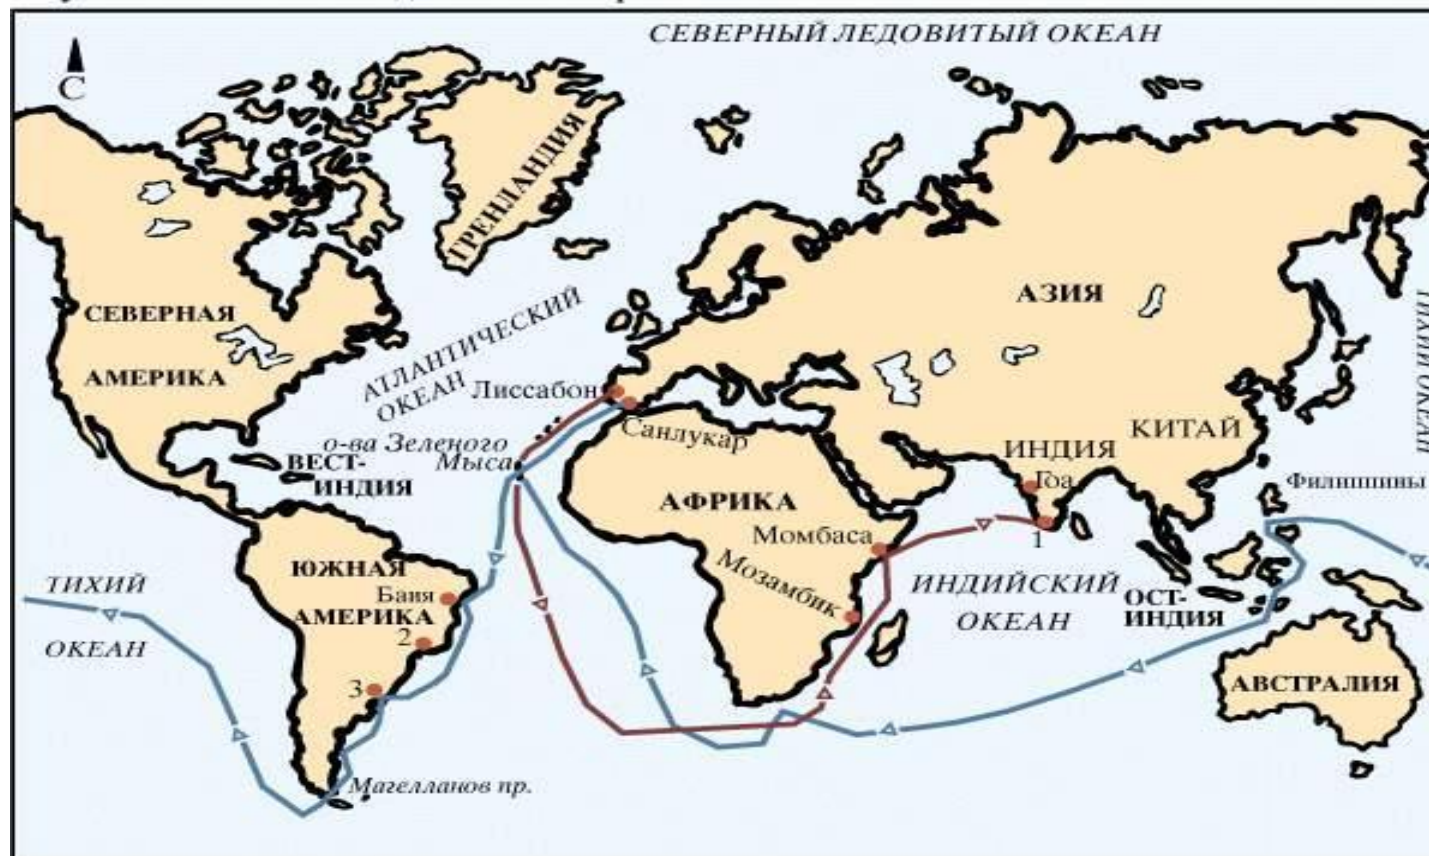 СЕВЕРНЫЙ ЛЕДОВИТЫЙ ОКЕАН
С
ГРЕНЛАНДИЯ
СЕВЕРНАЯ
АМЕРИКА
АТЛАНТИЧЕСКИЙ
ОКЕАН
АЗИЯ
ТИХИЙ ОКЕАН
Лиссабон
Санлукар
о-ва Зеленого
Мыса
ВЕСТ-
ИНДИЯ
КИТАЙ
ИНДИЯ
Гоа
Филиппины
АФРИКА
Момбаса
1
Мозамбик
ИНДИЙСКИЙ
ОКЕАН
ОСТ-
ИНДИЯ
ТИХИЙ
ОКЕАН
ЮЖНАЯ
Баия
АМЕРИКА
2
3
АВСТРАЛИЯ
Магелланов пр.